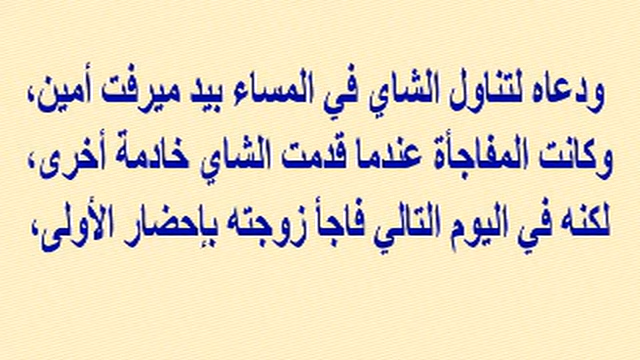 ودعاه لتناول الشاي في المساء بيد ميرفت أمين،
وكانت المفاجأة عندما قدمت الشاي خادمة أخرى،
لكنه في اليوم التالي فاجأ زوجته بإحضار الأولى،